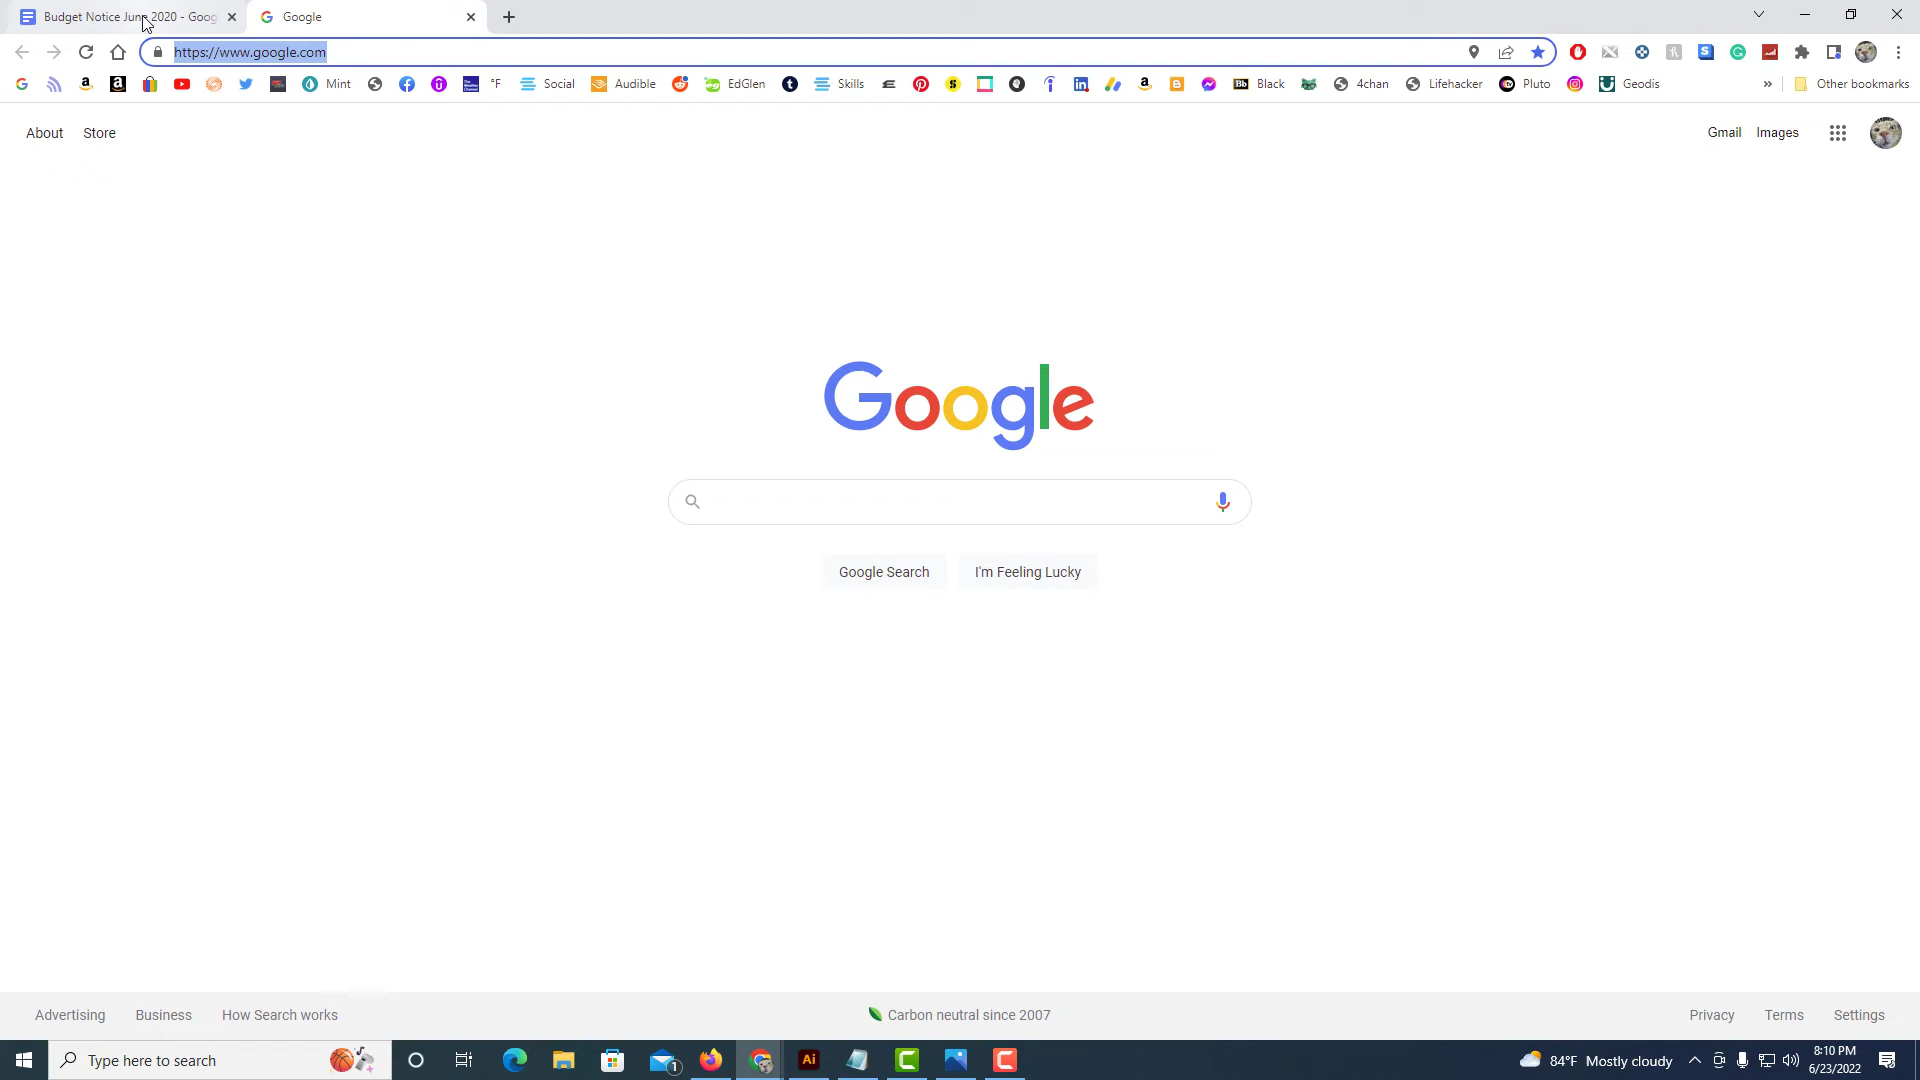 Budget Notice June 2020 - Goog
Google
https://www.google.com
Mint
°F
Social
Audible
EdGlen
Skills
Black
4chan
Lifehacker
Pluto
Geodis
»
Other bookmarks
About Store
Gmail Images
Google
Google Search I'm Feeling Lucky
Advertising Business How Search works
Carbon neutral since 2007
Privacy Terms Settings
Type here to search
1
Ai
84°F Mostly cloudy
8:10 PM
6/23/2022